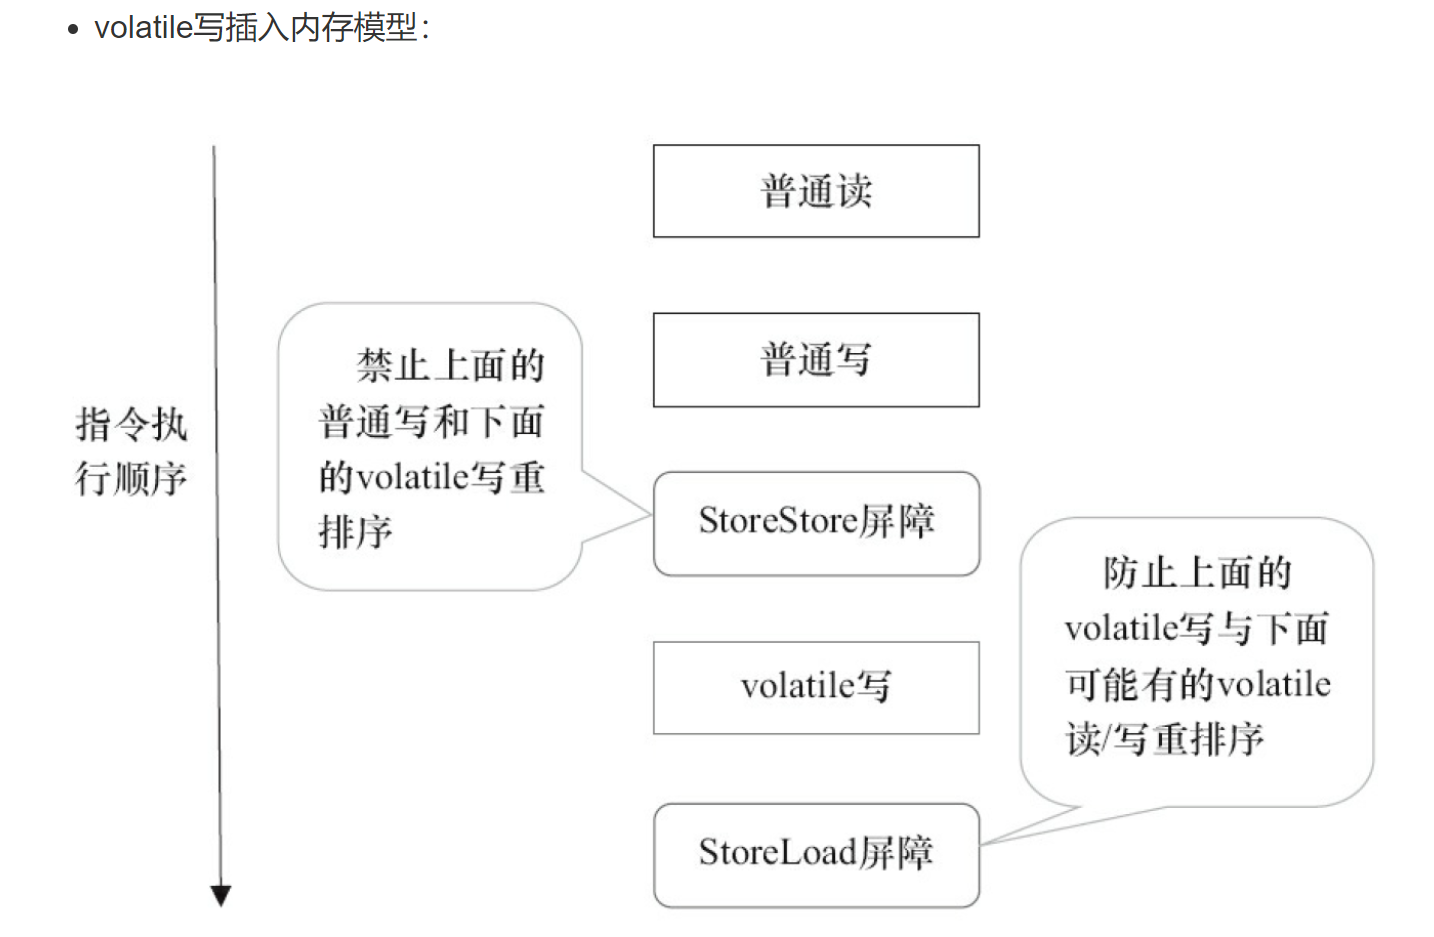 volatile写插入内存模型：
普通读
普通写
禁止上面的
普通写和下面
的volatile写重
排序
指令执
行顺序
StoreStore屏障
防止上面的
volatile写与下面
可能有的volatile
读/写重排序
volatile写
StoreLoad屏障